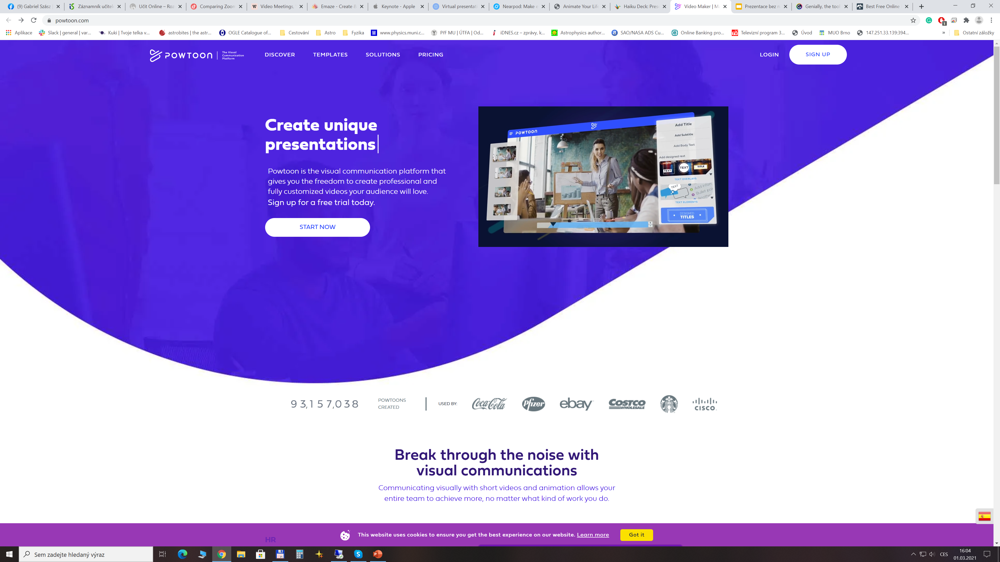 (9) Gabriel Szász
Záznamník učitel
Učit Online – Roz
Comparing Zoom
Video Meetings,
Emaze - Create &
Keynote - Apple
Virtual presentati
Nearpod: Make e
Animate Your Life
Haiku Deck: Pres
Video Maker | Ma
Prezentace bez n
Genially, the tool
Best Free Online
powtoon.com
1
Aplikace
Slack | general | var...
Kuki | Tvoje telka v...
astrobites | the astr...
OGLE Catalogue of...
Cestování
Astro
Fyzika
www.physics.muni.c...
PřF MU | ÚTFA | Od...
iDNES.cz – zprávy, k...
Astrophysics author...
SAO/NASA ADS Cu...
Online Banking pro...
Televizní program 3...
Úvod
MUO Brno
147.251.33.139:394...
»
Ostatní záložky
POWTOON
The Visual
Communication
Platform
DISCOVER
TEMPLATES
SOLUTIONS
PRICING
LOGIN
SIGN UP
Create unique
presentations
Powtoon is the visual communication platform that
gives you the freedom to create professional and
fully customized videos your audience will love.
Sign up for a free trial today.
START NOW
POWTOON
Add Title
Add Subtitle
Add Body Text
Add designed text
TEXT
TEXT
TITLE
TEXT OVERLAYS
TEXT
Add infor
Bullet poi
Anothe
TEXT ELEMENTS
DESIGNED
TITLES
93,157,038
POWTOONS
CREATED
USED BY:
Coca-Cola
Pfizer
ebay
COSTCO
WHOLESALE
CISCO
Break through the noise with
visual communications
Communicating visually with short videos and animation allows your
entire team to achieve more, no matter what kind of work you do.
HR
This website uses cookies to ensure you get the best experience on our website. Learn more
Got it
Sem zadejte hledaný výraz
CES
16:04
01.03.2021